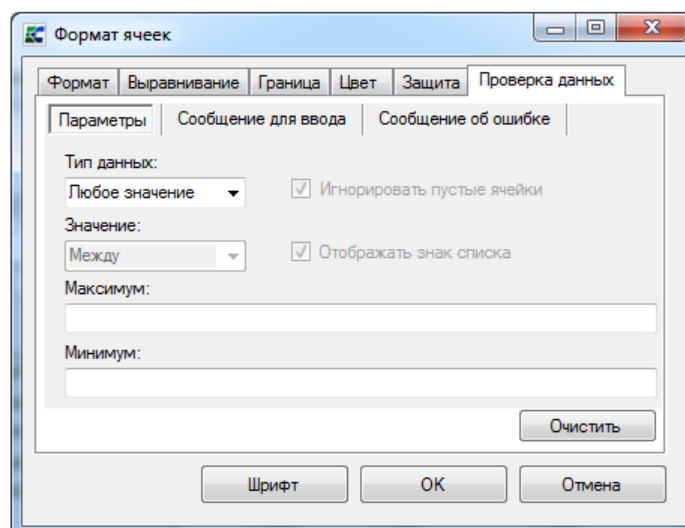 Формат ячеек
Формат Выравнивание Граница Цвет Защита Проверка данных
Параметры Сообщение для ввода Сообщение об ошибке
Тип данных:
Любое значение Игнорировать пустые ячейки
Значение:
Между Отображать знак списка
Максимум:
Минимум:
Очистить
Шрифт ОК Отмена